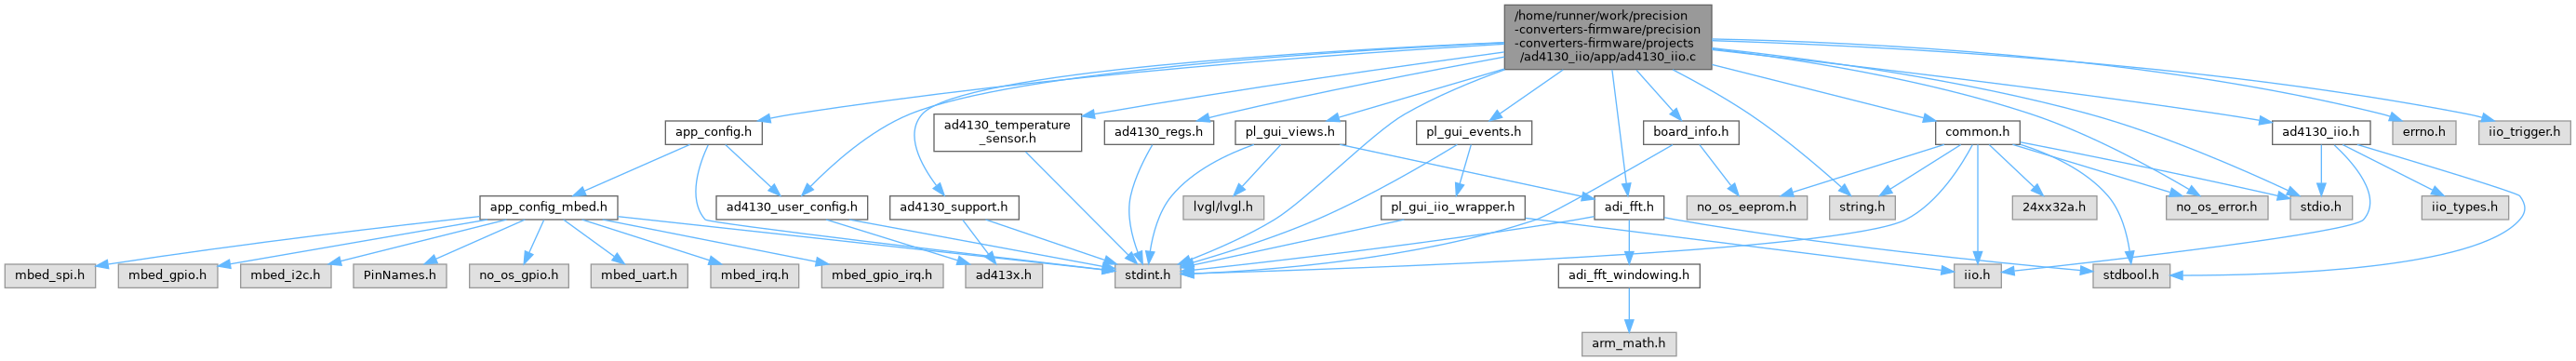 /home/runner/work/precision
-converters-firmware/precision
-converters-firmware/projects
/ad4130_iio/app/ad4130_iio.c
app_config.h
ad4130_temperature
_sensor.h
ad4130_regs.h
pl_gui_views.h
pl_gui_events.h
board_info.h
common.h
ad4130_iio.h
errno.h
iio_trigger.h
app_config_mbed.h
ad4130_user_config.h
ad4130_support.h
lvgl/lvgl.h
pl_gui_iio_wrapper.h
adi_fft.h
no_os_eeprom.h
string.h
24xx32a.h
no_os_error.h
stdio.h
iio_types.h
mbed_spi.h
mbed_gpio.h
mbed_i2c.h
PinNames.h
no_os_gpio.h
mbed_uart.h
mbed_irq.h
mbed_gpio_irq.h
ad413x.h
stdint.h
adi_fft_windowing.h
iio.h
stdbool.h
arm_math.h